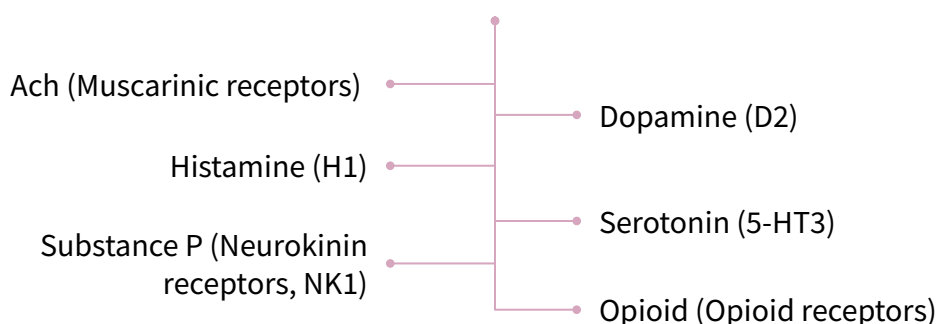 Ach (Muscarinic receptors)
Dopamine (D2)
Histamine (H1)
Serotonin (5-HT3)
Substance P (Neurokinin
receptors, NK1)
Opioid (Opioid receptors)